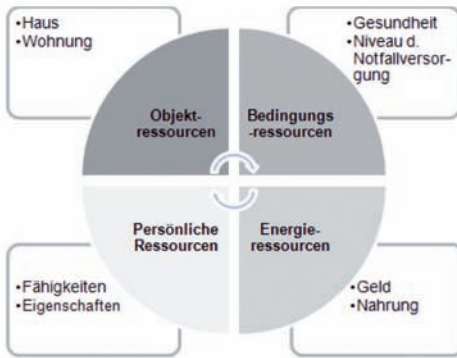 •Haus
•Wohnung
•Gesundheit
•Niveau d.
Notfallversor-
gung
Objekt-
ressourcen
Bedingungs
-ressourcen
Persönliche
Ressourcen
Energie-
ressourcen
•Fähigkeiten
•Eigenschaften
•Geld
•Nahrung